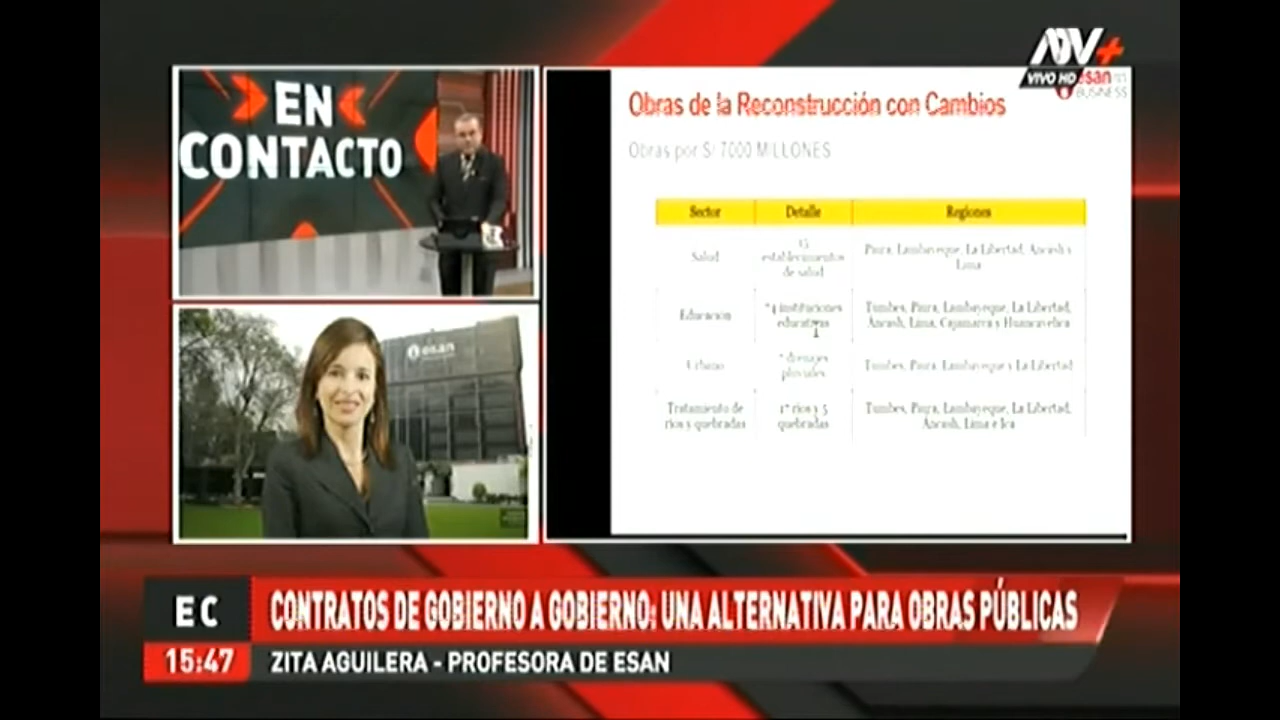 ATV+
VIVO HD
esan
BUSINESS
EN
CONTACTO
Obras de la Reconstrucción con Cambios
Obras por S/ 7000 MILLONES
Sector Detalle Regiones
Salud 15 establecimientos de salud Piura, Lambayeque, La Libertad, Ancash y Lima
Educación instituciones educativas Tumbes, Piura, Lambayeque, La Libertad, Ancash, Lima, Cajamarca y Huancavelica
Urbano 7 drenajes pluviales Tumbes, Piura, Lambayeque y La Libertad
Tratamiento de ríos y quebradas ríos y 5 quebradas Tumbes, Piura, Lambayeque, La Libertad, Ancash, Lima e Ica
esan
EC
CONTRATOS DE GOBIERNO A GOBIERNO: UNA ALTERNATIVA PARA OBRAS PÚBLICAS
15:47
ZITA AGUILERA - PROFESORA DE ESAN